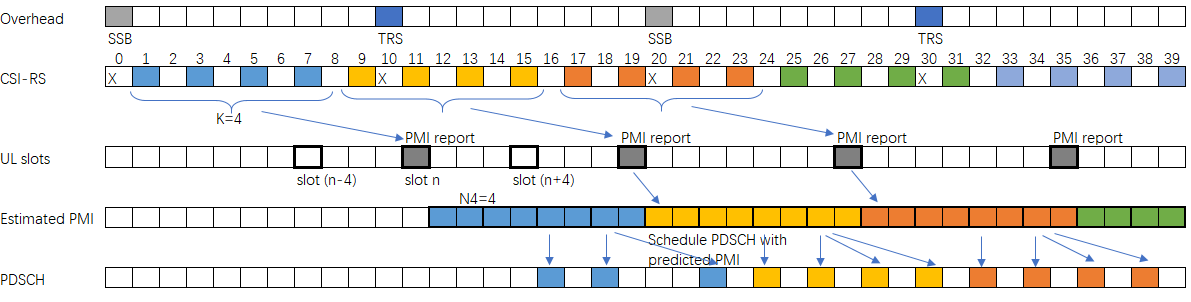 Overhead
SSB TRS SSB TRS
0 1 2 3 4 5 6 7 8 9 10 11 12 13 14 15 16 17 18 19 20 21 22 23 24 25 26 27 28 29 30 31 32 33 34 35 36 37 38 39
CSI-RS X X X X
K=4
PMI report PMI report PMI report PMI report
UL slots
slot (n-4) slot n slot (n+4)
N4=4
Estimated PMI
Schedule PDSCH with
predicted PMI
PDSCH